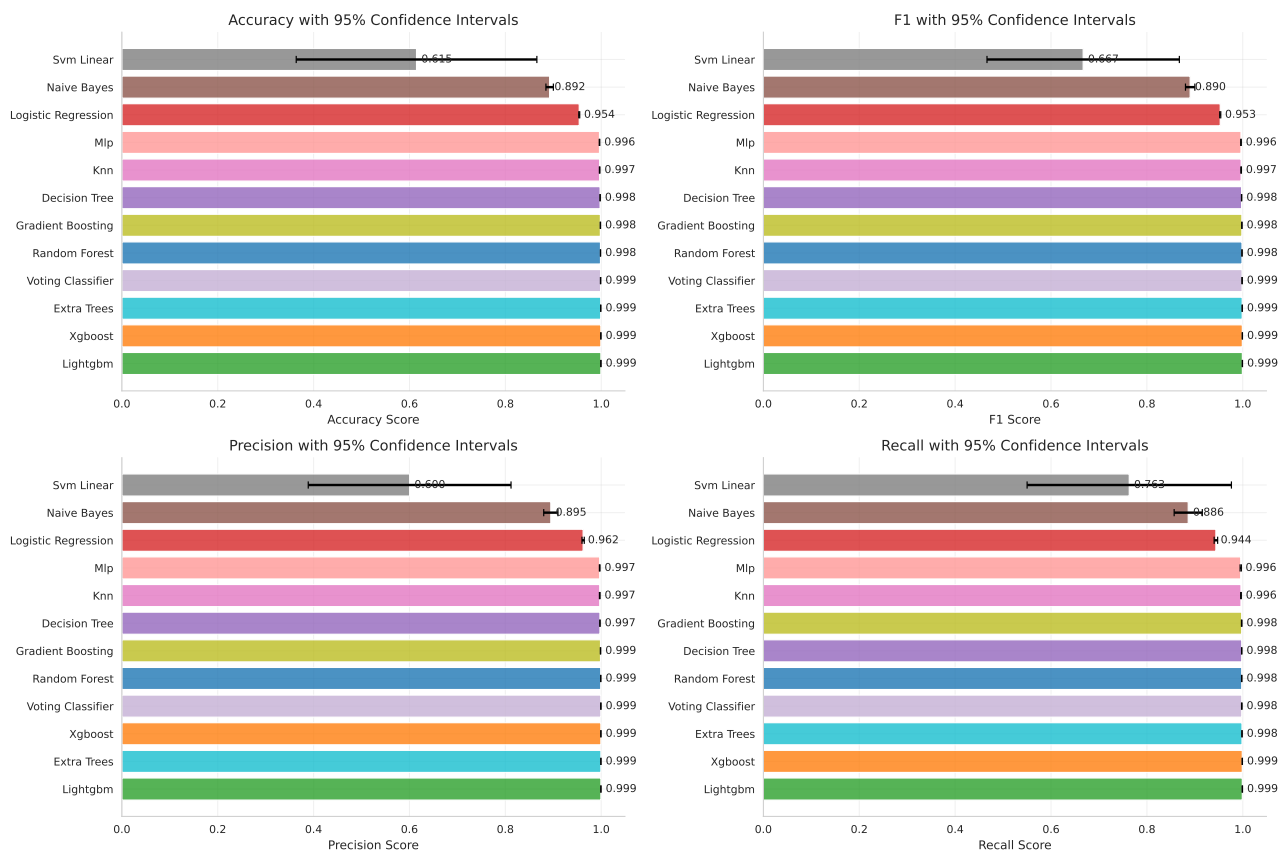 Accuracy with 95% Confidence Intervals
Svm Linear 0.615
Naive Bayes 0.892
Logistic Regression 0.954
Mlp 0.996
Knn 0.997
Decision Tree 0.998
Gradient Boosting 0.998
Random Forest 0.998
Voting Classifier 0.999
Extra Trees 0.999
Xgboost 0.999
Lightgbm 0.999
0.0 0.2 0.4 0.6 0.8 1.0
Accuracy Score
F1 with 95% Confidence Intervals
Svm Linear 0.667
Naive Bayes 0.890
Logistic Regression 0.953
Mlp 0.996
Knn 0.997
Decision Tree 0.998
Gradient Boosting 0.998
Random Forest 0.998
Voting Classifier 0.999
Extra Trees 0.999
Xgboost 0.999
Lightgbm 0.999
0.0 0.2 0.4 0.6 0.8 1.0
F1 Score
Precision with 95% Confidence Intervals
Svm Linear 0.600
Naive Bayes 0.895
Logistic Regression 0.962
Mlp 0.997
Knn 0.997
Decision Tree 0.997
Gradient Boosting 0.999
Random Forest 0.999
Voting Classifier 0.999
Xgboost 0.999
Extra Trees 0.999
Lightgbm 0.999
0.0 0.2 0.4 0.6 0.8 1.0
Precision Score
Recall with 95% Confidence Intervals
Svm Linear 0.763
Naive Bayes 0.886
Logistic Regression 0.944
Mlp 0.996
Knn 0.996
Gradient Boosting 0.998
Decision Tree 0.998
Random Forest 0.998
Voting Classifier 0.998
Extra Trees 0.998
Xgboost 0.999
Lightgbm 0.999
0.0 0.2 0.4 0.6 0.8 1.0
Recall Score